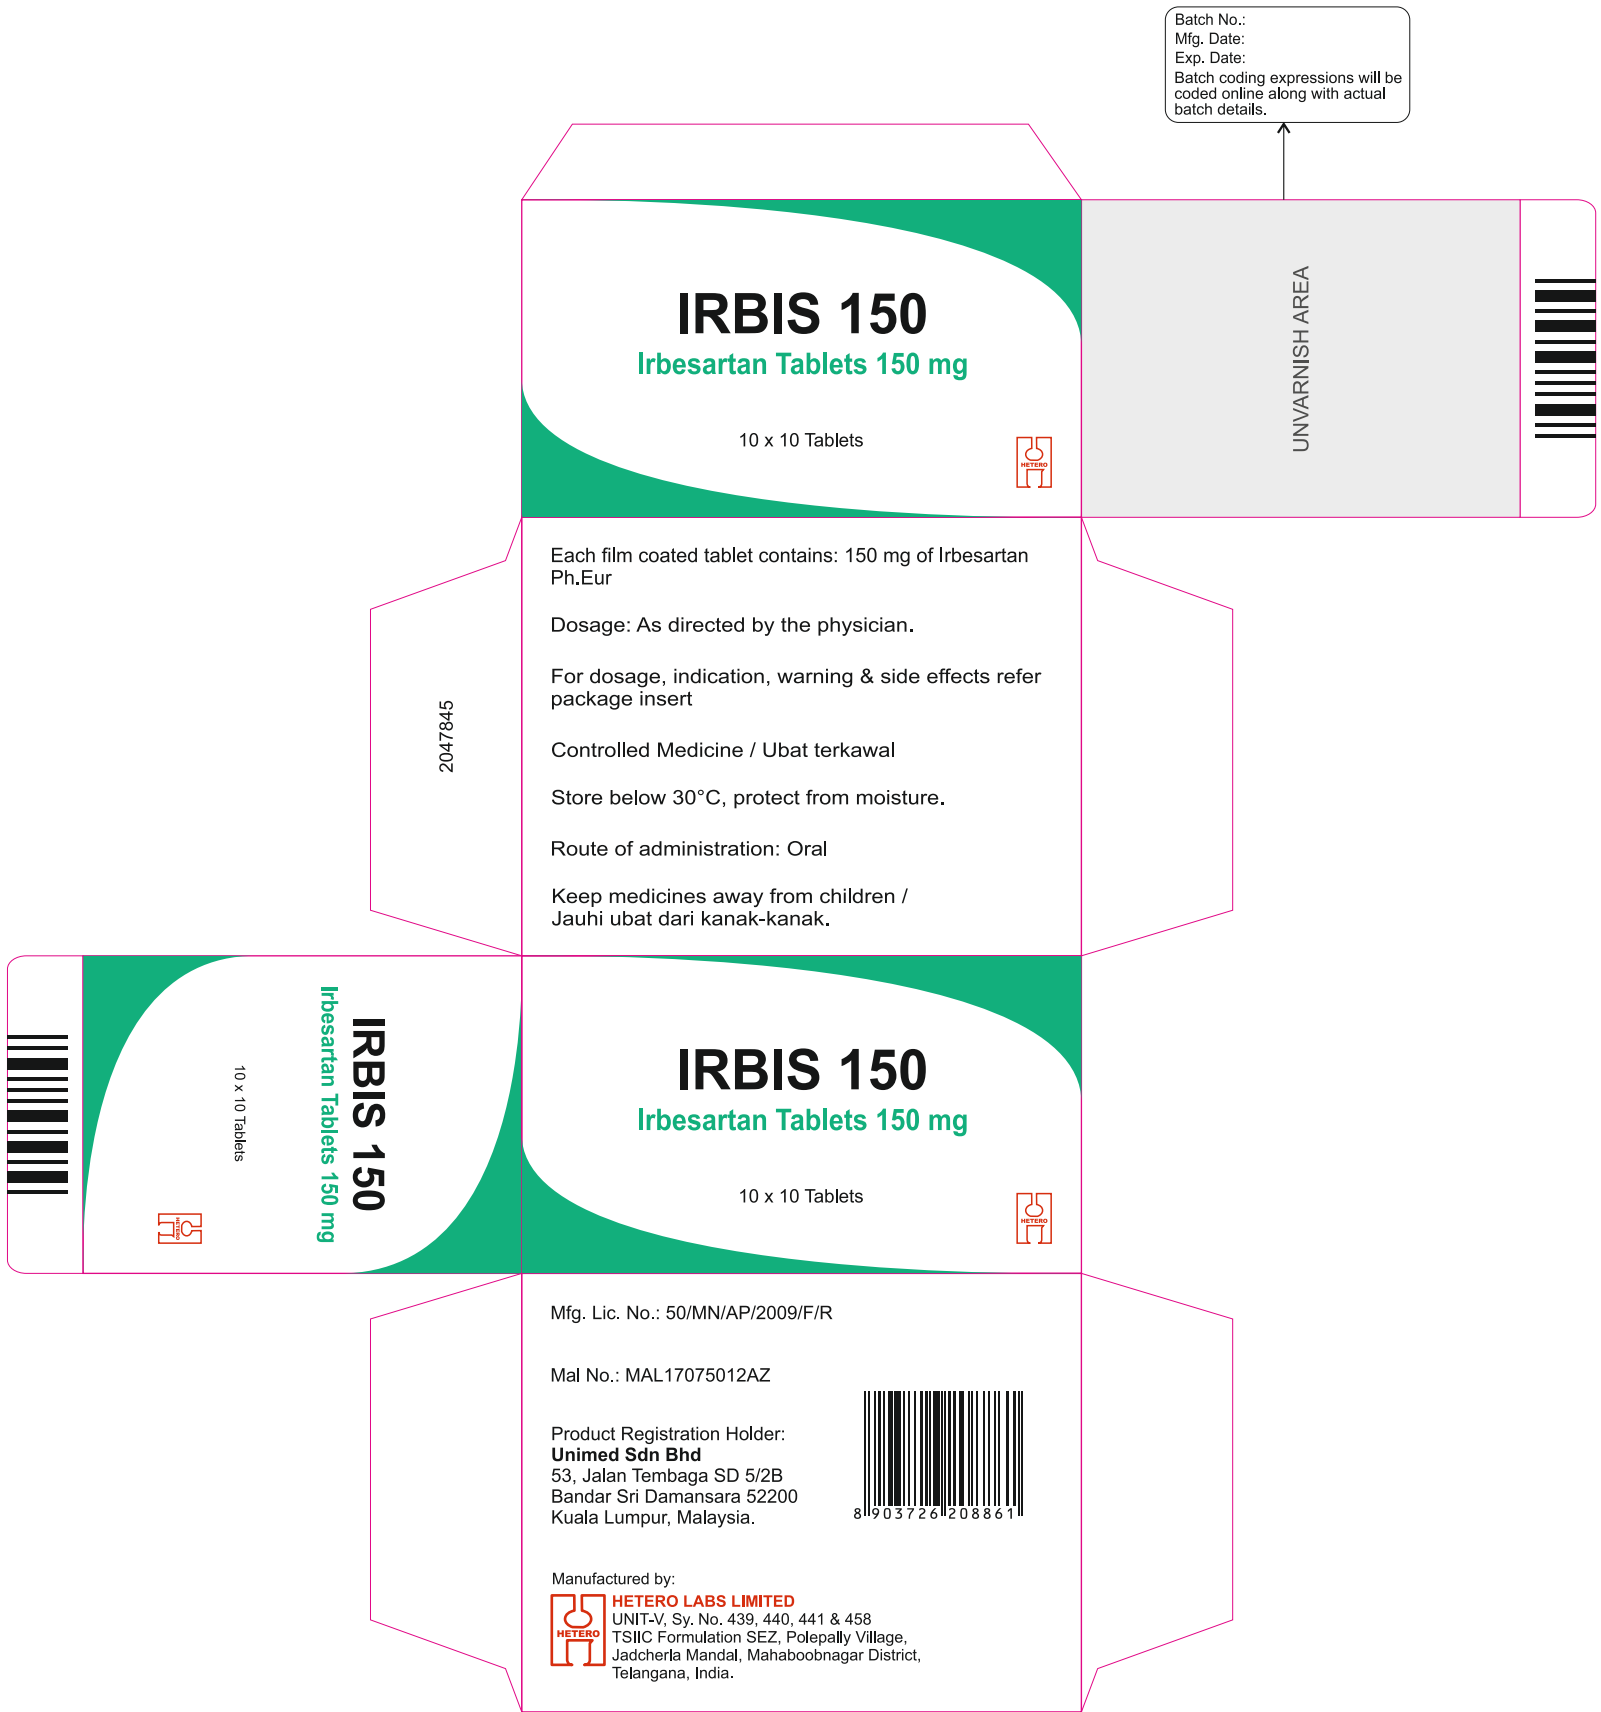 Batch No.:
Mfg. Date:
Exp. Date:
Batch coding expressions will be
coded online along with actual
batch details.
IRBIS 150
Irbesartan Tablets 150 mg
10 x 10 Tablets
HETERO
UNVARNISH AREA
Each film coated tablet contains: 150 mg of Irbesartan
Ph.Eur
Dosage: As directed by the physician.
For dosage, indication, warning & side effects refer
package insert
Controlled Medicine / Ubat terkawal
Store below 30°C, protect from moisture.
Route of administration: Oral
Keep medicines away from children /
Jauhi ubat dari kanak-kanak.
2047845
IRBIS 150
Irbesartan Tablets 150 mg
10 x 10 Tablets
HETERO
IRBIS 150
Irbesartan Tablets 150 mg
10 x 10 Tablets
HETERO
Mfg. Lic. No.: 50/MN/AP/2009/F/R
Mal No.: MAL17075012AZ
Product Registration Holder:
Unimed Sdn Bhd
53, Jalan Tembaga SD 5/2B
Bandar Sri Damansara 52200
Kuala Lumpur, Malaysia.
8 903726 208861
Manufactured by:
HETERO
HETERO LABS LIMITED
UNIT-V, Sy. No. 439, 440, 441 & 458
TSIIC Formulation SEZ, Polepally Village,
Jadcherla Mandal, Mahaboobnagar District,
Telangana, India.